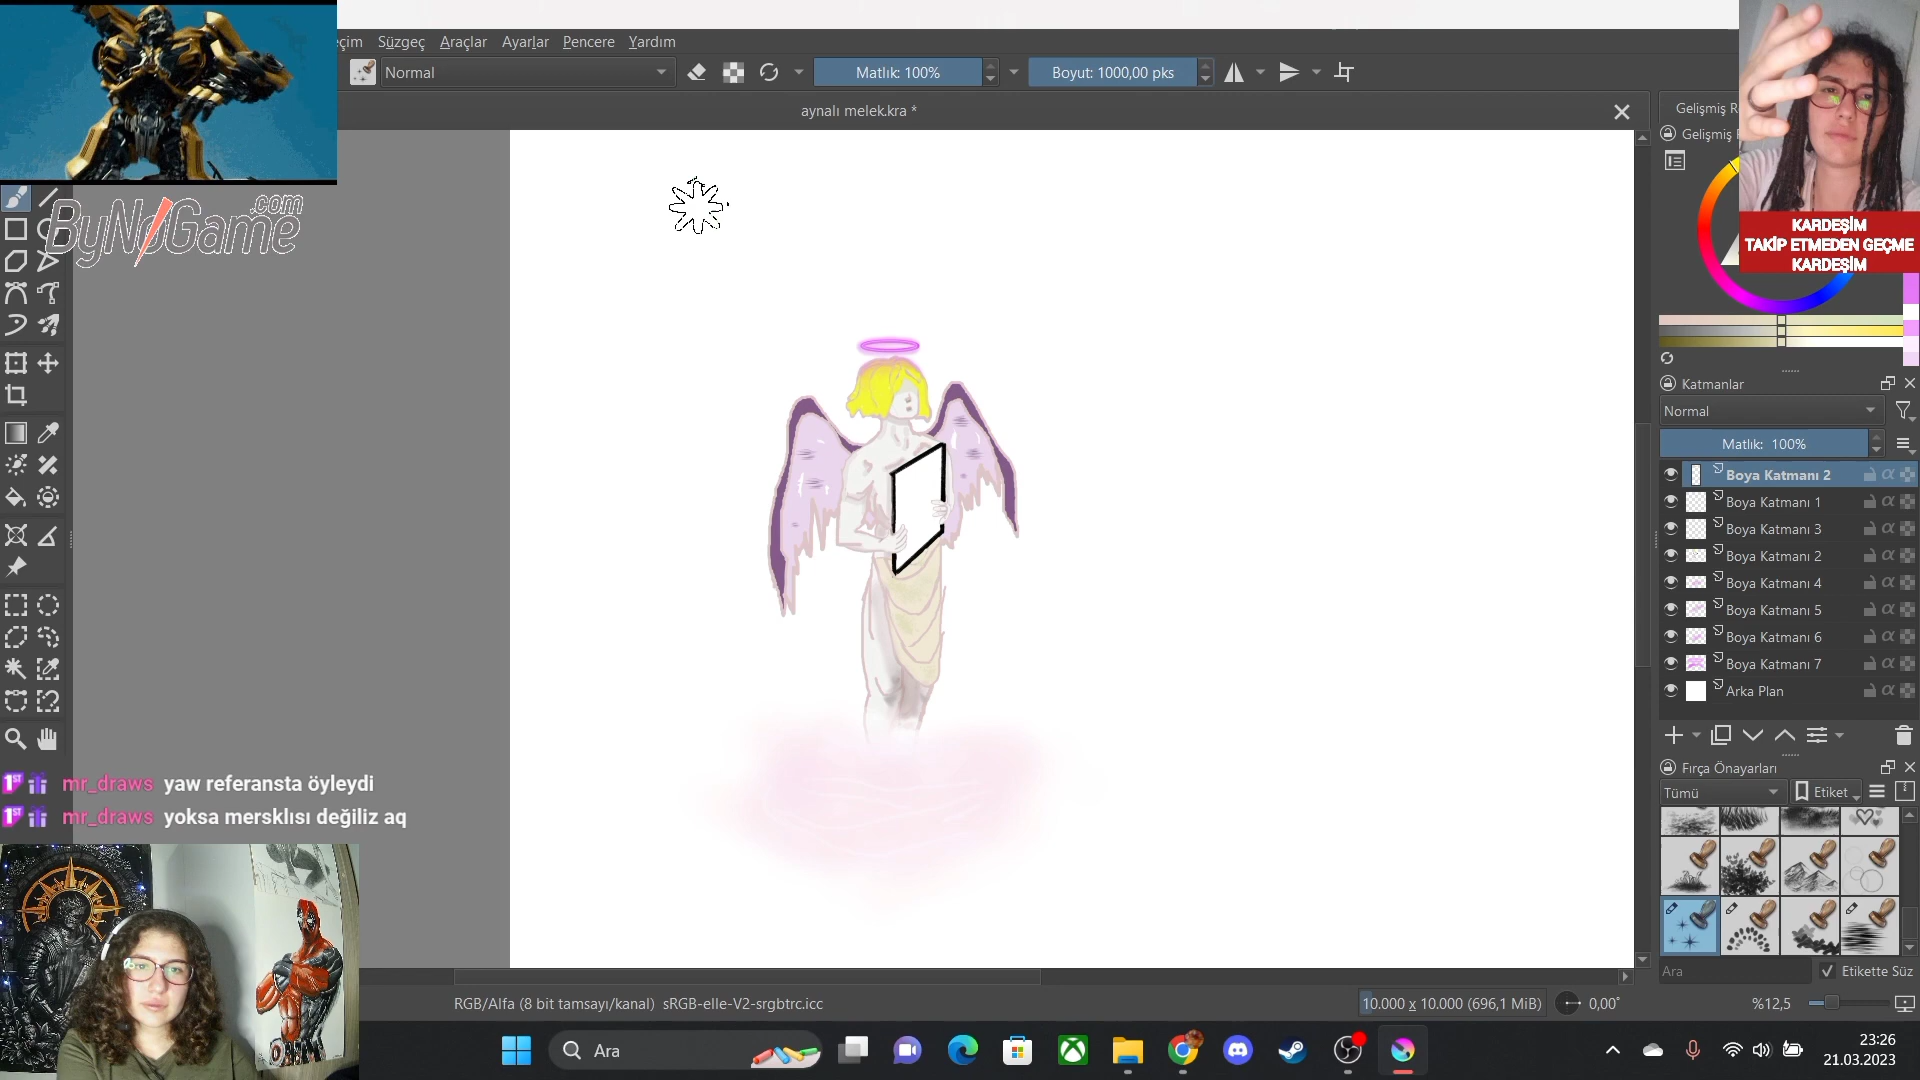 eçim Süzgeç Araçlar Ayarlar Pencere Yardım
Normal
Matlık: 100%
Boyut: 1000,00 pks
aynalı melek.kra *
Gelişmiş R
Gelişmiş
ByNoGame
.com
KARDEŞİM
TAKİP ETMEDEN GEÇME
KARDEŞİM
Katmanlar
Normal
Matlık: 100%
Boya Katmanı 2
Boya Katmanı 1
Boya Katmanı 3
Boya Katmanı 2
Boya Katmanı 4
Boya Katmanı 5
Boya Katmanı 6
Boya Katmanı 7
Arka Plan
Fırça Önayarları
Tümü
Etiket
Ara
Etikette Süz
1ST mr_draws yaw referansta öyleydi
1ST mr_draws yoksa mersklısı değiliz aq
RGB/Alfa (8 bit tamsayı/kanal) sRGB-elle-V2-srgbtrc.icc
10.000 x 10.000 (696,1 MiB)
0,00°
%12,5
Ara
23:26
21.03.2023